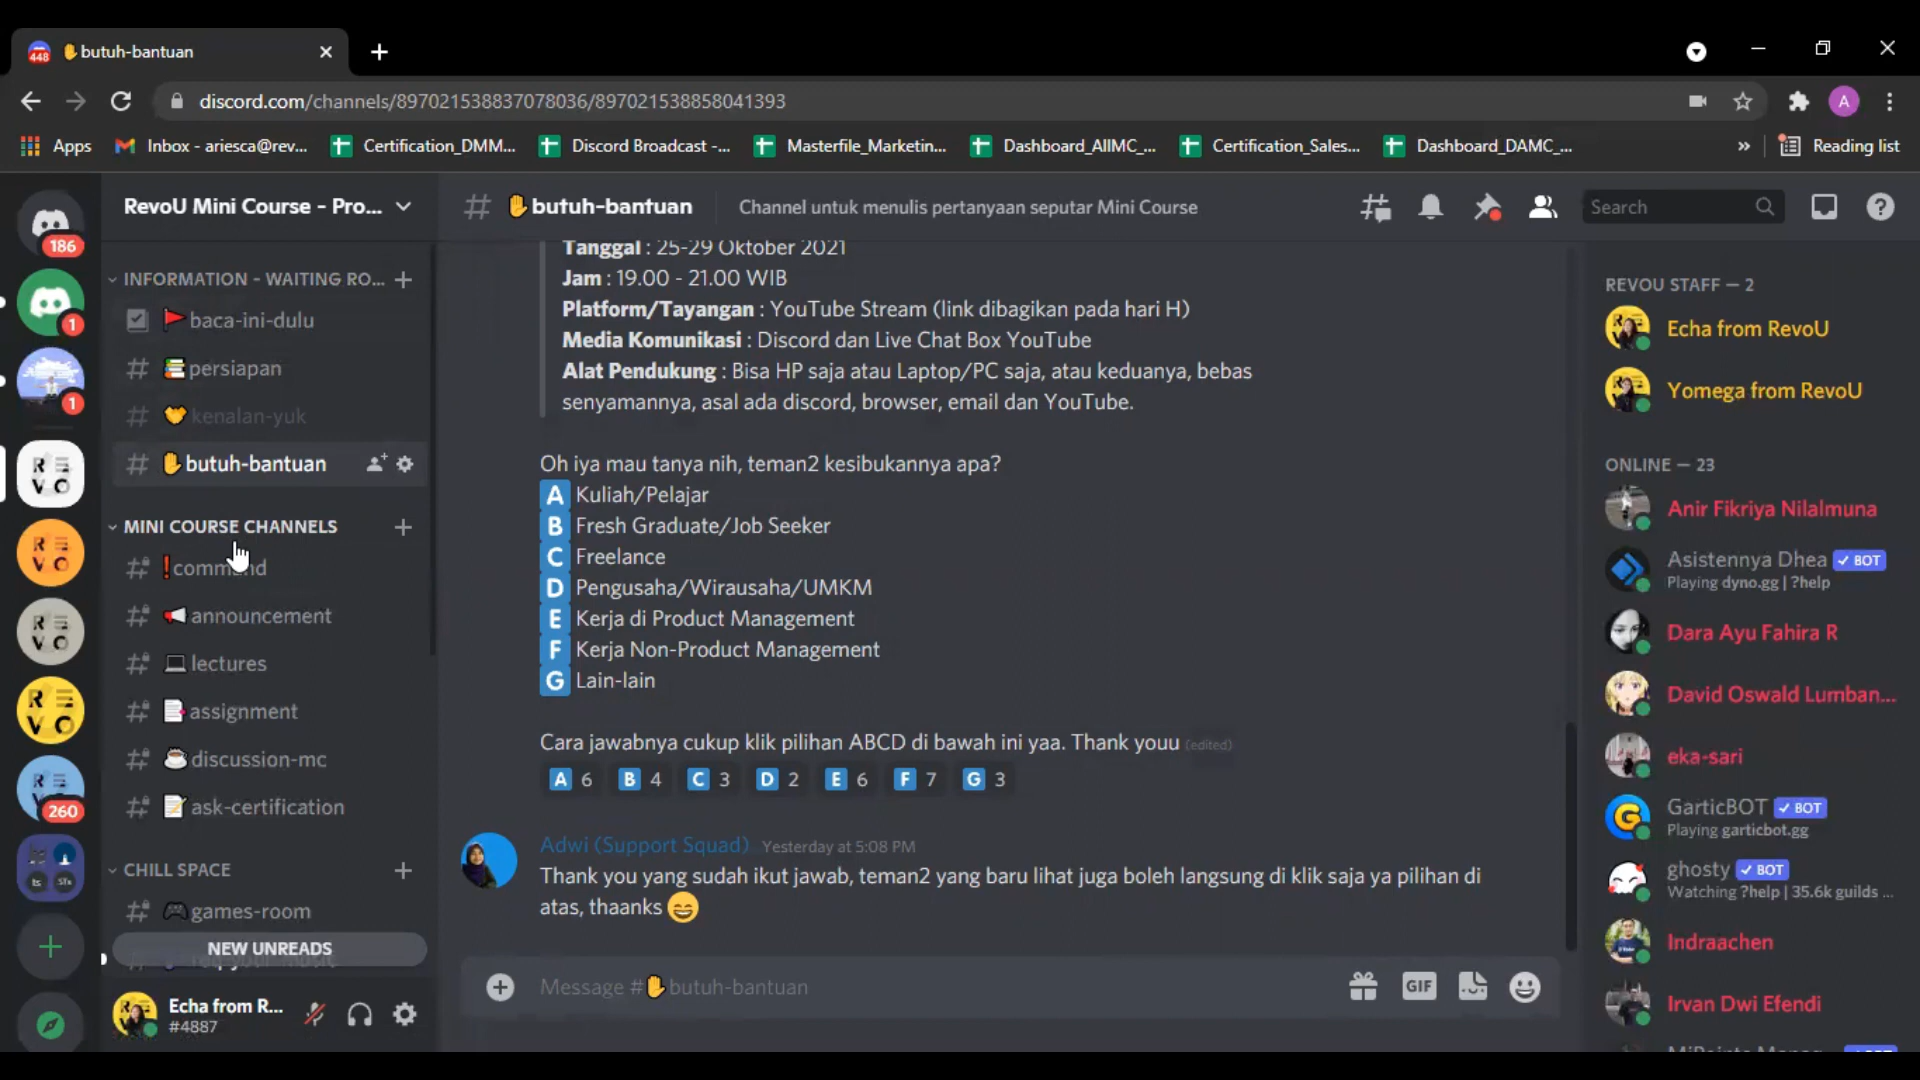 448 ✋butuh-bantuan
discord.com/channels/897021538837078036/897021538858041393
A
Apps
Inbox - ariesca@rev...
Certification_DMM...
Discord Broadcast -...
Masterfile_Marketin...
Dashboard_AllMC_...
Certification_Sales...
Dashboard_DAMC_...
»
Reading list
186
1
1
REVO
REVO
REVO
REVO
260
RevoU Mini Course - Pro...
INFORMATION - WAITING RO...
🚩baca-ini-dulu
# 📚persiapan
# 🤝kenalan-yuk
# ✋butuh-bantuan
MINI COURSE CHANNELS
# ❗command
# 📢announcement
# 💻lectures
# 📑assignment
# ☕discussion-mc
# 📝ask-certification
CHILL SPACE
# 🎮games-room
NEW UNREADS
Echa from R...
#4887
# ✋butuh-bantuan
Channel untuk menulis pertanyaan seputar Mini Course
Search
Tanggal : 25-29 Oktober 2021
Jam : 19.00 - 21.00 WIB
Platform/Tayangan : YouTube Stream (link dibagikan pada hari H)
Media Komunikasi : Discord dan Live Chat Box YouTube
Alat Pendukung : Bisa HP saja atau Laptop/PC saja, atau keduanya, bebas
senyamannya, asal ada discord, browser, email dan YouTube.
Oh iya mau tanya nih, teman2 kesibukannya apa?
A Kuliah/Pelajar
B Fresh Graduate/Job Seeker
C Freelance
D Pengusaha/Wirausaha/UMKM
E Kerja di Product Management
F Kerja Non-Product Management
G Lain-lain
Cara jawabnya cukup klik pilihan ABCD di bawah ini yaa. Thank youu (edited)
A 6 B 4 C 3 D 2 E 6 F 7 G 3
Adwi (Support Squad) Yesterday at 5:08 PM
Thank you yang sudah ikut jawab, teman2 yang baru lihat juga boleh langsung di klik saja ya pilihan di
atas, thaanks 😄
Message #✋butuh-bantuan
GIF
REVOU STAFF — 2
Echa from RevoU
Yomega from RevoU
ONLINE — 23
Anir Fikriya Nilalmuna
Asistennya Dhea ✓ BOT
Playing dyno.gg | ?help
Dara Ayu Fahira R
David Oswald Lumban...
eka-sari
GarticBOT ✓ BOT
Playing garticbot.gg
ghosty ✓ BOT
Watching ?help | 35.6k guilds ...
Indraachen
Irvan Dwi Efendi